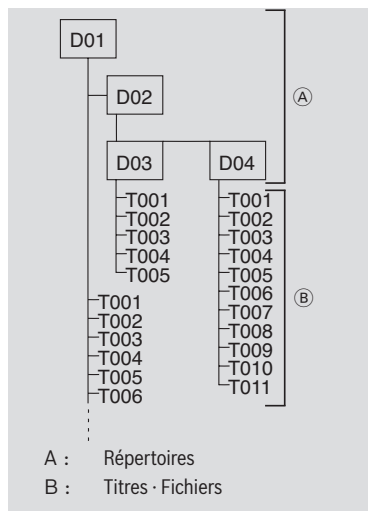 D01
D02
Ⓐ
D03 D04
T001 T001
T002 T002
T003 T003
T004 T004
T005 T005
T006
T001 T007
T002 T008
T003 T009
T004 T010
T005 T011
T006
Ⓑ
A : Répertoires
B : Titres · Fichiers